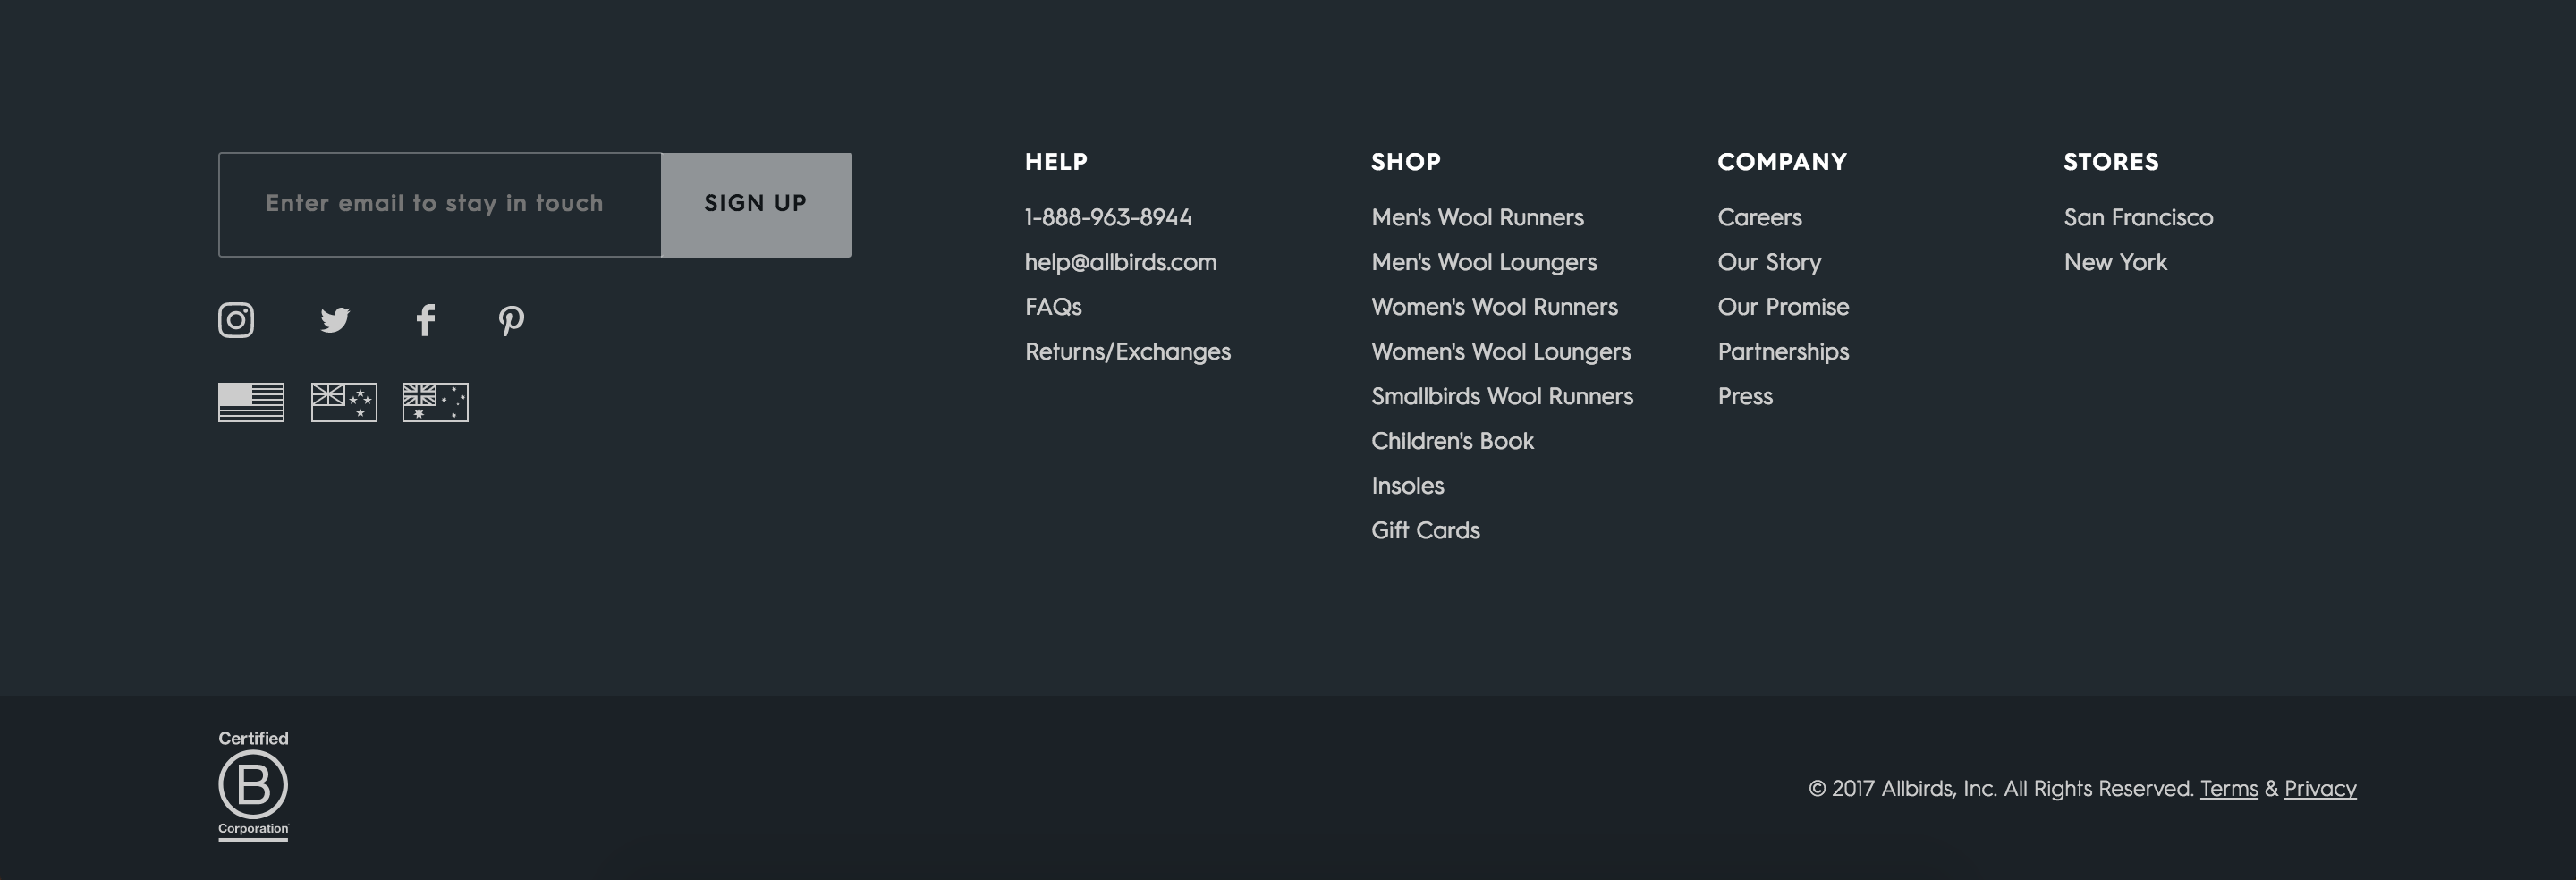 Enter email to stay in touch
SIGN UP
HELP
1-888-963-8944
help@allbirds.com
FAQs
Returns/Exchanges
SHOP
Men's Wool Runners
Men's Wool Loungers
Women's Wool Runners
Women's Wool Loungers
Smallbirds Wool Runners
Children's Book
Insoles
Gift Cards
COMPANY
Careers
Our Story
Our Promise
Partnerships
Press
STORES
San Francisco
New York
Certified
B
Corporation
© 2017 Allbirds, Inc. All Rights Reserved. Terms & Privacy